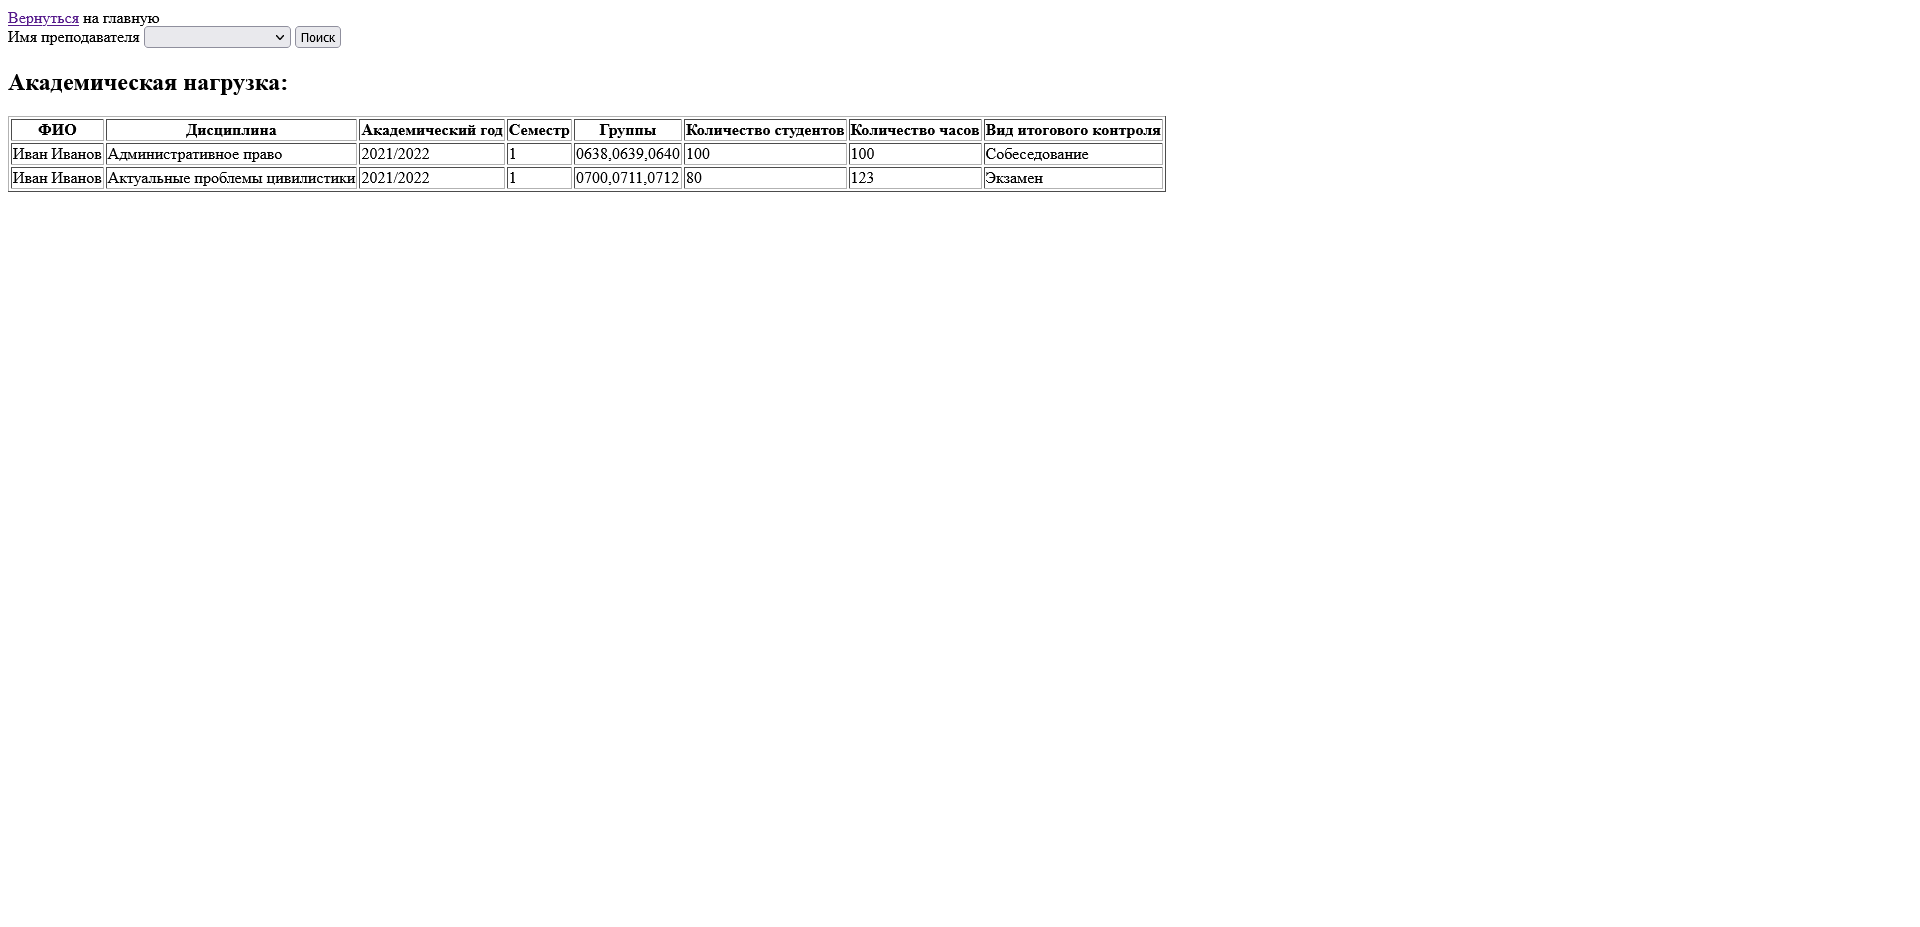 Вернуться на главную
Имя преподавателя Поиск
Академическая нагрузка:
ФИО Дисциплина Академический год Семестр Группы Количество студентов Количество часов Вид итогового контроля
Иван Иванов Административное право 2021/2022 1 0638,0639,0640 100 100 Собеседование
Иван Иванов Актуальные проблемы цивилистики 2021/2022 1 0700,0711,0712 80 123 Экзамен